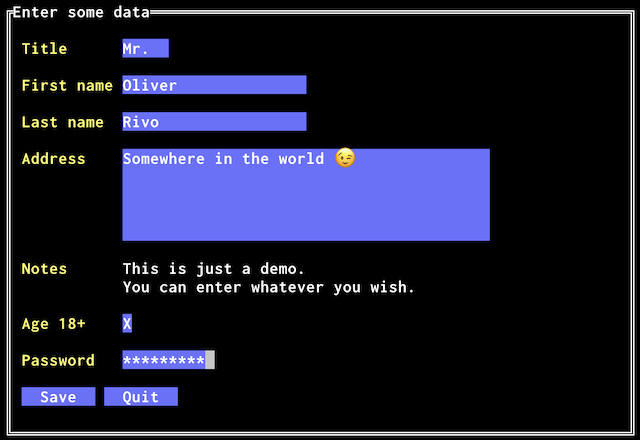 Enter some data
Title Mr.
First name Oliver
Last name Rivo
Address Somewhere in the world 😉
Notes This is just a demo.
You can enter whatever you wish.
Age 18+ X
Password *********
Save Quit